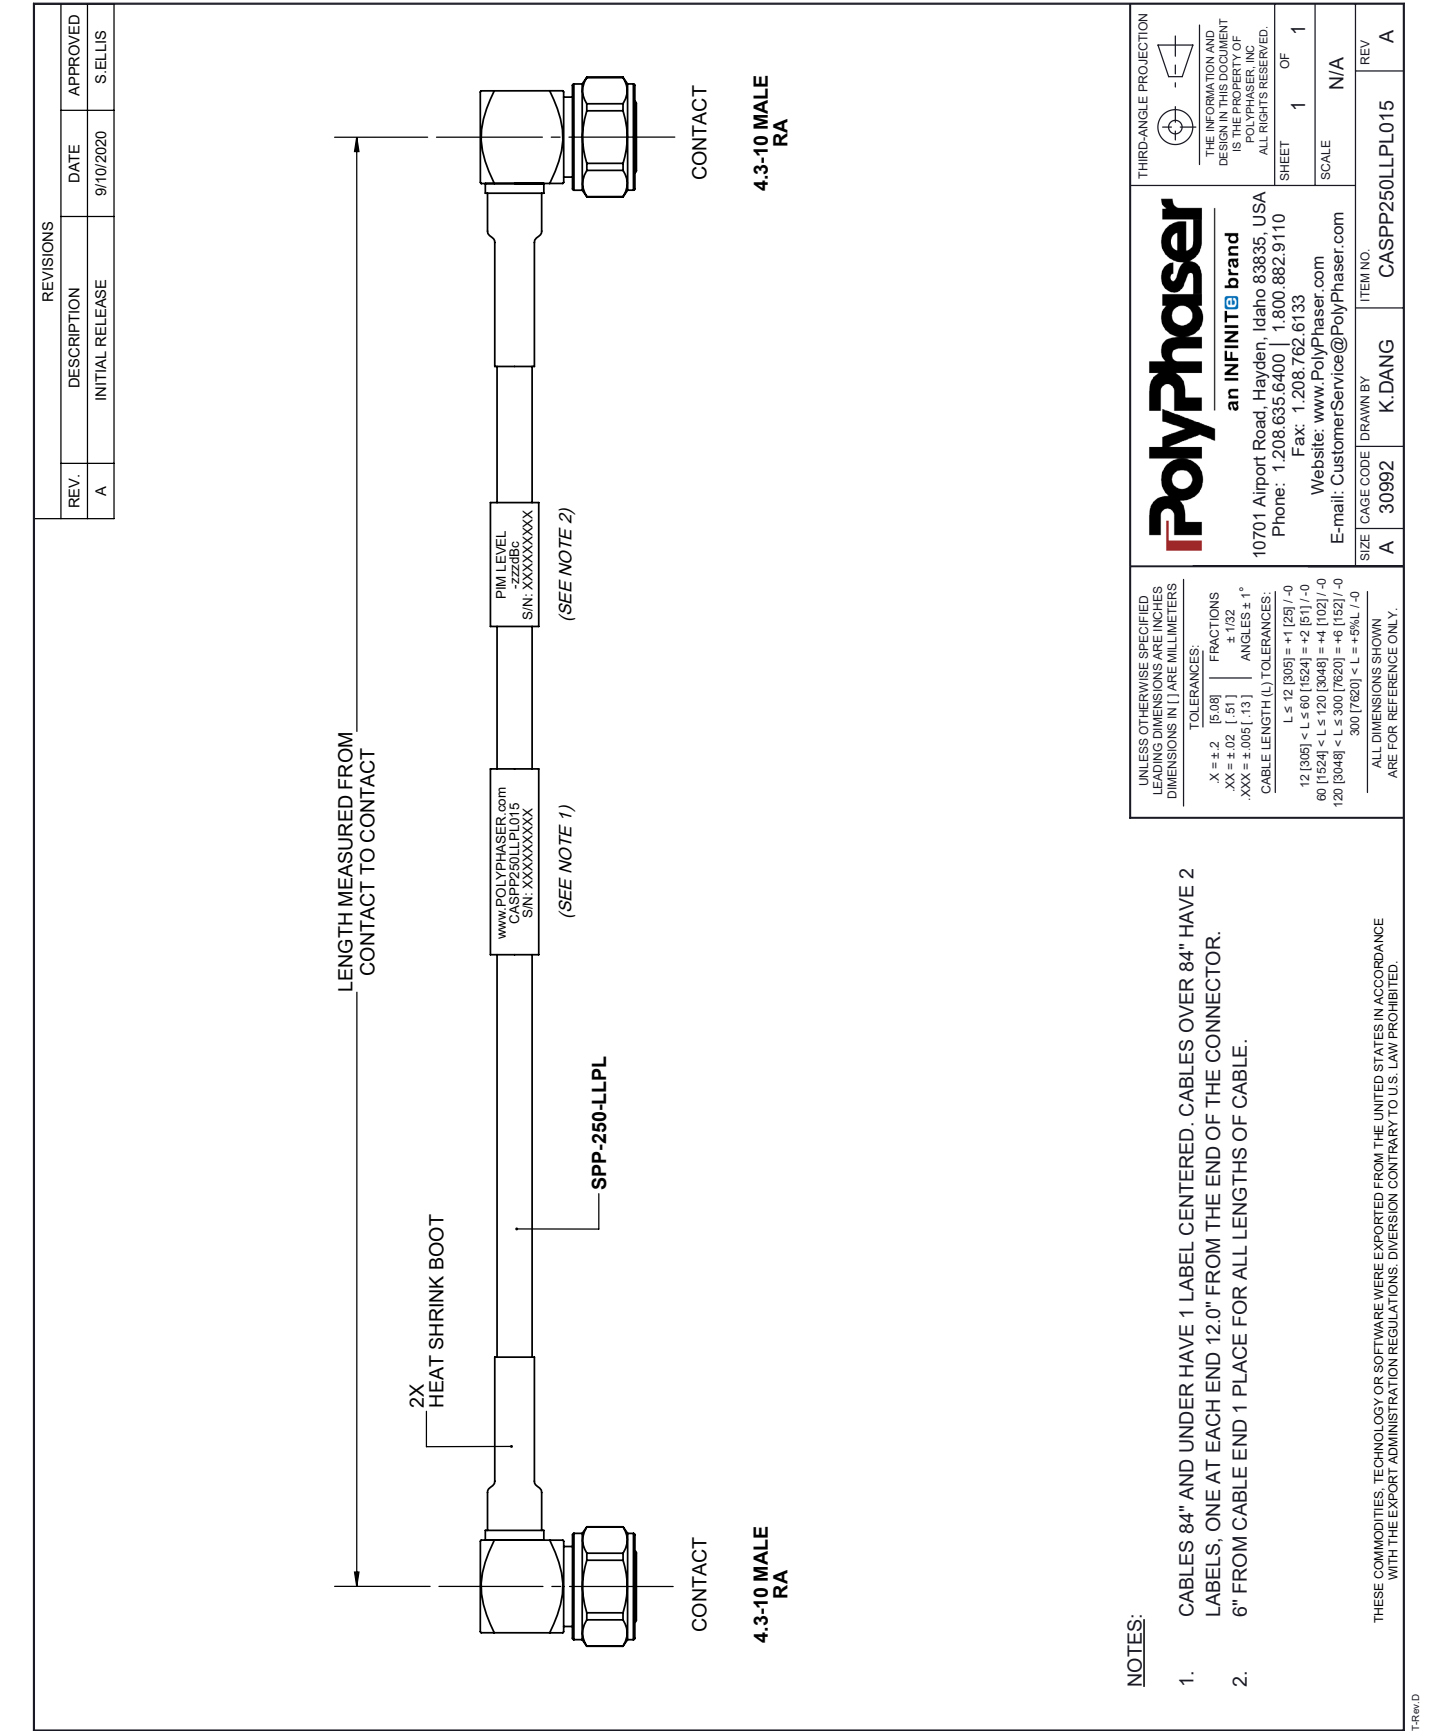 REVISIONS
REV. DESCRIPTION DATE APPROVED
A INITIAL RELEASE 9/10/2020 S.ELLIS
LENGTH MEASURED FROM
CONTACT TO CONTACT
2X
HEAT SHRINK BOOT
www.POLYPHASER.com
CASPP250LLPL015
S/N: XXXXXXXXX
(SEE NOTE 1)
PIM LEVEL
-zzzdBc
S/N: XXXXXXXXX
(SEE NOTE 2)
SPP-250-LLPL
CONTACT
4.3-10 MALE
RA
CONTACT
4.3-10 MALE
RA
NOTES:
1. CABLES 84" AND UNDER HAVE 1 LABEL CENTERED. CABLES OVER 84" HAVE 2
LABELS, ONE AT EACH END 12.0" FROM THE END OF THE CONNECTOR.
2. 6" FROM CABLE END 1 PLACE FOR ALL LENGTHS OF CABLE.
THESE COMMODITIES, TECHNOLOGY OR SOFTWARE WERE EXPORTED FROM THE UNITED STATES IN ACCORDANCE
WITH THE EXPORT ADMINISTRATION REGULATIONS. DIVERSION CONTRARY TO U.S. LAW PROHIBITED.
UNLESS OTHERWISE SPECIFIED
LEADING DIMENSIONS ARE INCHES
DIMENSIONS IN [ ] ARE MILLIMETERS
TOLERANCES:
.X = ±.2 [5.08] FRACTIONS
.XX = ±.02 [ .51 ] ± 1/32
.XXX = ±.005 [ .13 ] ANGLES ± 1°
CABLE LENGTH (L) TOLERANCES:
L ≤ 12 [305] = +1 [25] / -0
12 [305] < L ≤ 60 [1524] = +2 [51] / -0
60 [1524] < L ≤ 120 [3048] = +4 [102] / -0
120 [3048] < L ≤ 300 [7620] = +6 [152] / -0
300 [7620] < L = +5%L / -0
ALL DIMENSIONS SHOWN
ARE FOR REFERENCE ONLY.
PolyPhaser
an INFINITe brand
10701 Airport Road, Hayden, Idaho 83835, USA
Phone: 1.208.635.6400 | 1.800.882.9110
Fax: 1.208.762.6133
Website: www.PolyPhaser.com
E-mail: CustomerService@PolyPhaser.com
THIRD-ANGLE PROJECTION
THE INFORMATION AND
DESIGN IN THIS DOCUMENT
IS THE PROPERTY OF
POLYPHASER, INC
ALL RIGHTS RESERVED.
SHEET 1 OF 1
SCALE N/A
SIZE A
CAGE CODE 30992
DRAWN BY K.DANG
ITEM NO. CASPP250LLPL015
REV A
T-Rev.D